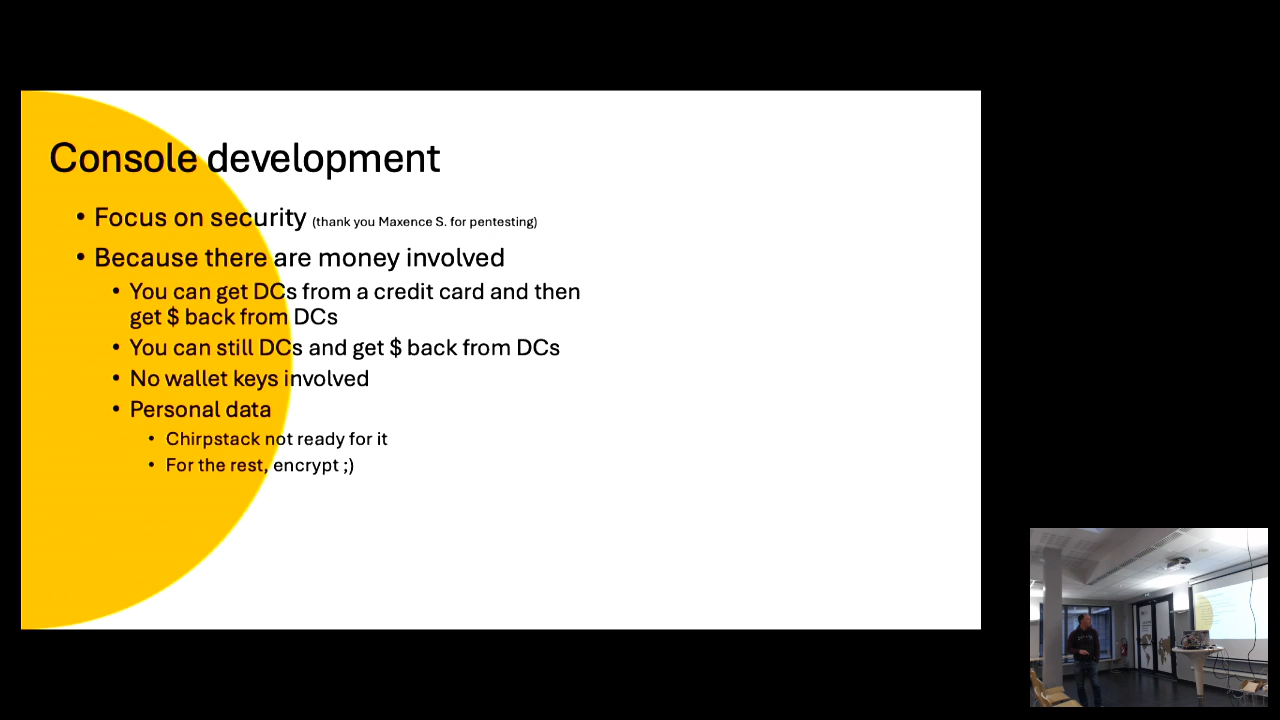 Console development
• Focus on security (thank you Maxence S. for pentesting)
• Because there are money involved
• You can get DCs from a credit card and then
get $ back from DCs
• You can still DCs and get $ back from DCs
• No wallet keys involved
• Personal data
• Chirpstack not ready for it
• For the rest, encrypt ;)